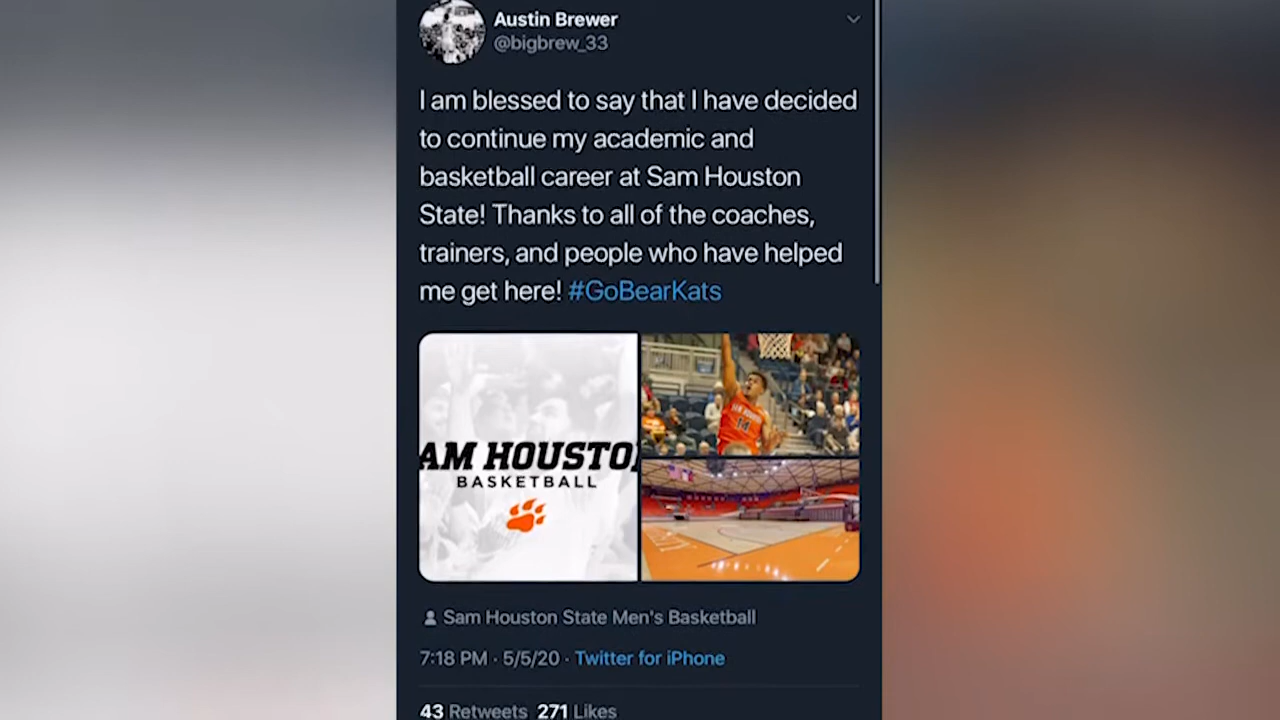 Austin Brewer
@bigbrew_33
I am blessed to say that I have decided
to continue my academic and
basketball career at Sam Houston
State! Thanks to all of the coaches,
trainers, and people who have helped
me get here! #GoBearKats
AM HOUSTO
BASKETBALL
SAM HOUSTON
14
Sam Houston State Men's Basketball
7:18 PM · 5/5/20 · Twitter for iPhone
43 Retweets 271 Likes